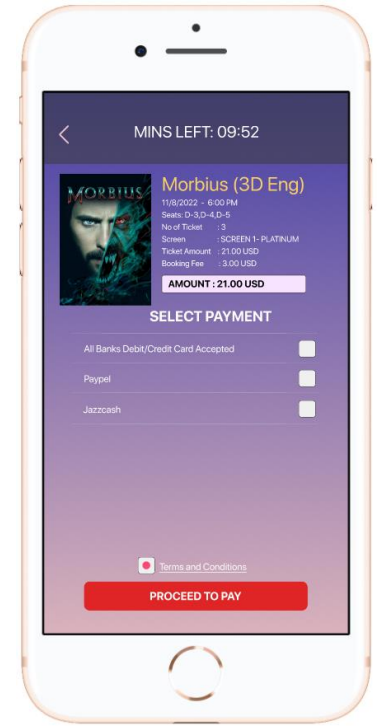 MINS LEFT: 09:52
MORBIUS
Morbius (3D Eng)
11/8/2022 - 6:00 PM
Seats: D-3,D-4,D-5
No of Ticket : 3
Screen : SCREEN 1- PLATINUM
Ticket Amount : 21.00 USD
Booking Fee : 3.00 USD
AMOUNT : 21.00 USD
SELECT PAYMENT
All Banks Debit/Credit Card Accepted
Paypel
Jazzcash
Terms and Conditions
PROCEED TO PAY